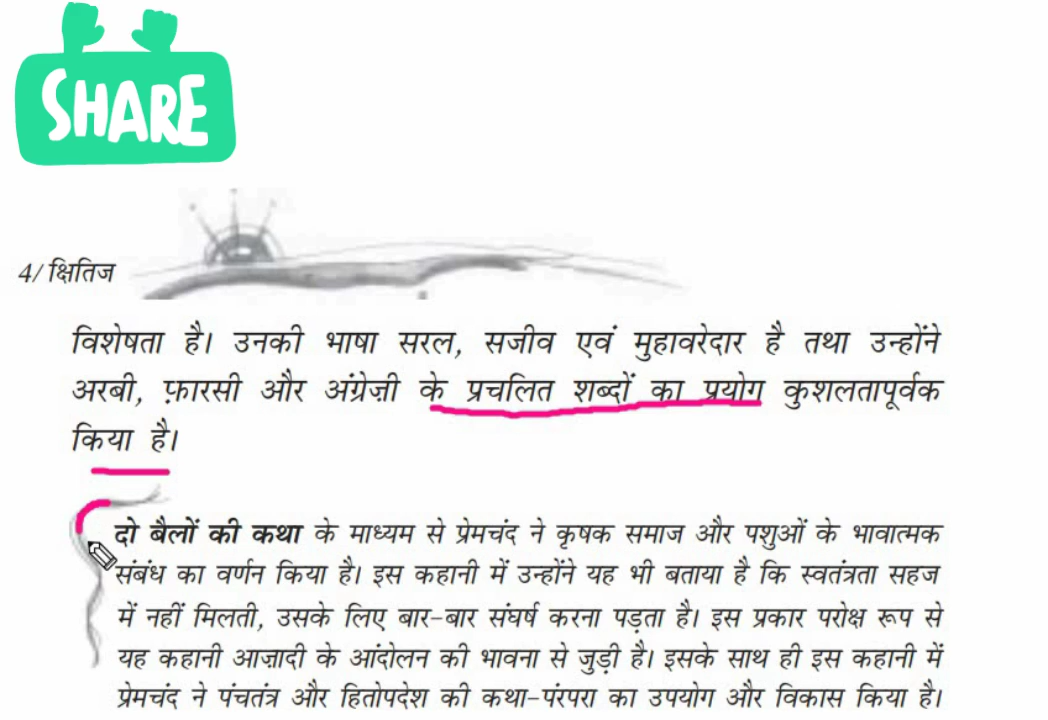 SHARE
4/ क्षितिज
विशेषता है। उनकी भाषा सरल, सजीव एवं मुहावरेदार है तथा उन्होंने
अरबी, फ़ारसी और अंग्रेज़ी के प्रचलित शब्दों का प्रयोग कुशलतापूर्वक
किया है।
दो बैलों की कथा के माध्यम से प्रेमचंद ने कृषक समाज और पशुओं के भावात्मक
संबंध का वर्णन किया है। इस कहानी में उन्होंने यह भी बताया है कि स्वतंत्रता सहज
में नहीं मिलती, उसके लिए बार-बार संघर्ष करना पड़ता है। इस प्रकार परोक्ष रूप से
यह कहानी आज़ादी के आंदोलन की भावना से जुड़ी है। इसके साथ ही इस कहानी में
प्रेमचंद ने पंचतंत्र और हितोपदेश की कथा-परंपरा का उपयोग और विकास किया है।